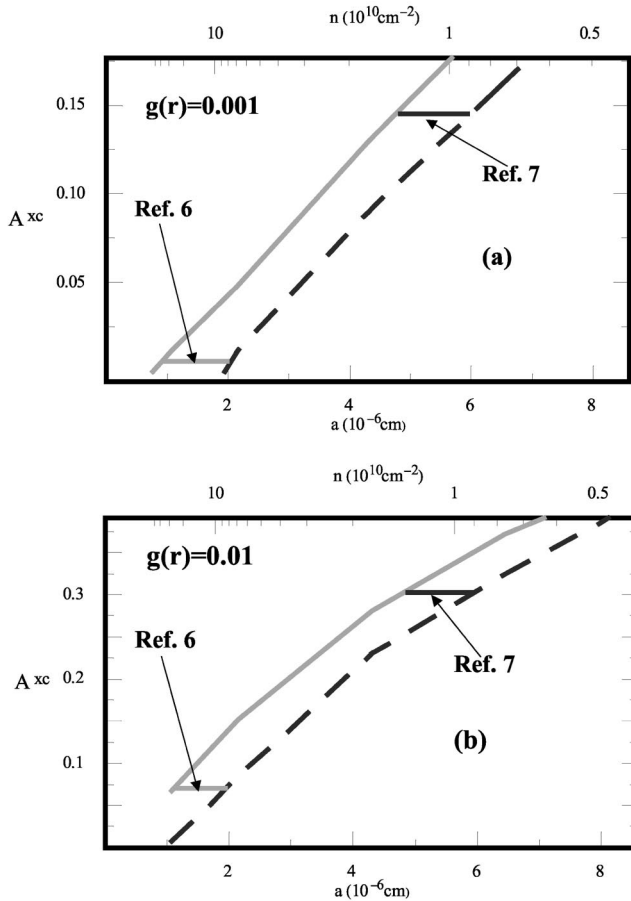 n (10¹⁰cm⁻²)
10 1 0.5
g(r)=0.001
0.15
Ref. 7
0.10
Ref. 6
A xc
(a)
0.05
2 4 6 8
a (10⁻⁶cm)
n (10¹⁰cm⁻²)
10 1 0.5
g(r)=0.01
0.3
Ref. 6
Ref. 7
0.2
A xc
(b)
0.1
2 4 6 8
a (10⁻⁶cm)